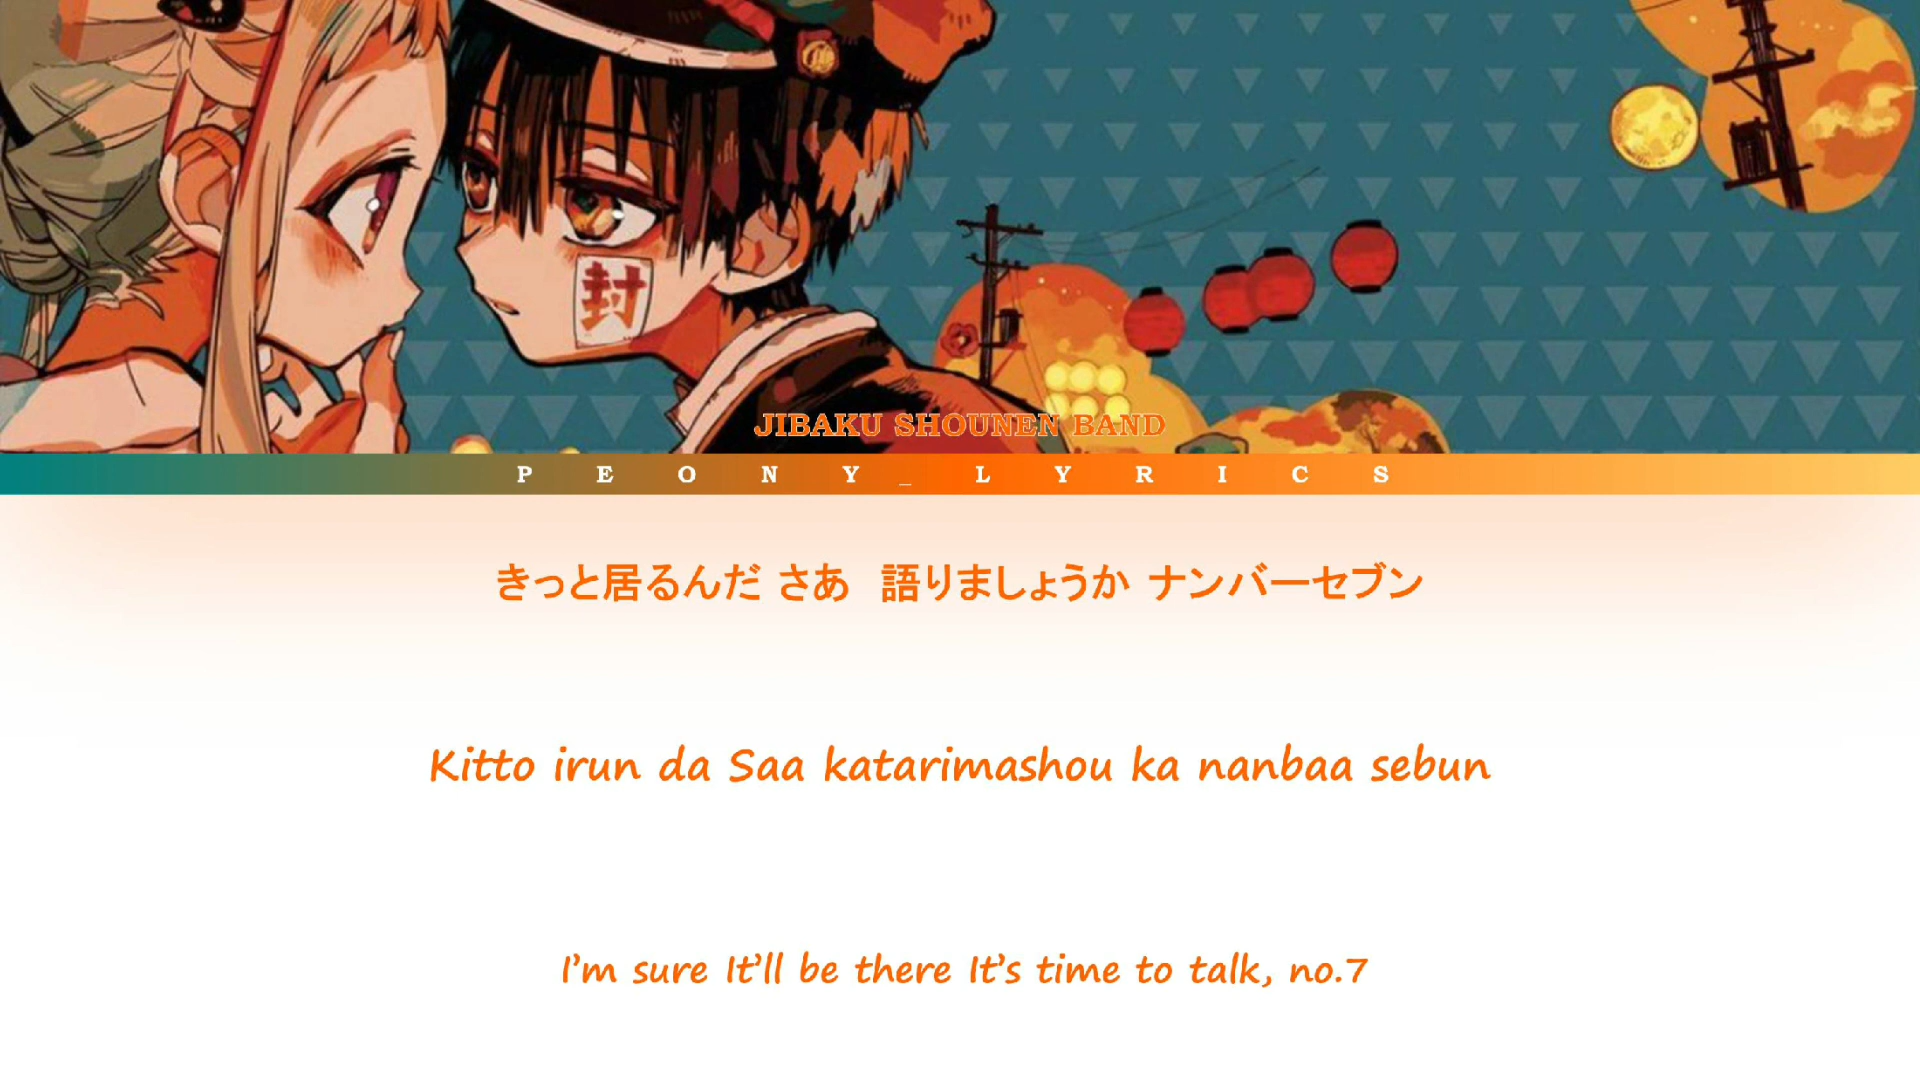 封
JIBAKU SHOUNEN BAND
PEONY_LYRICS
きっと居るんだ さあ　語りましょうか ナンバーセブン
Kitto irun da Saa katarimashou ka nanbaa sebun
I'm sure It'll be there It's time to talk, no.7